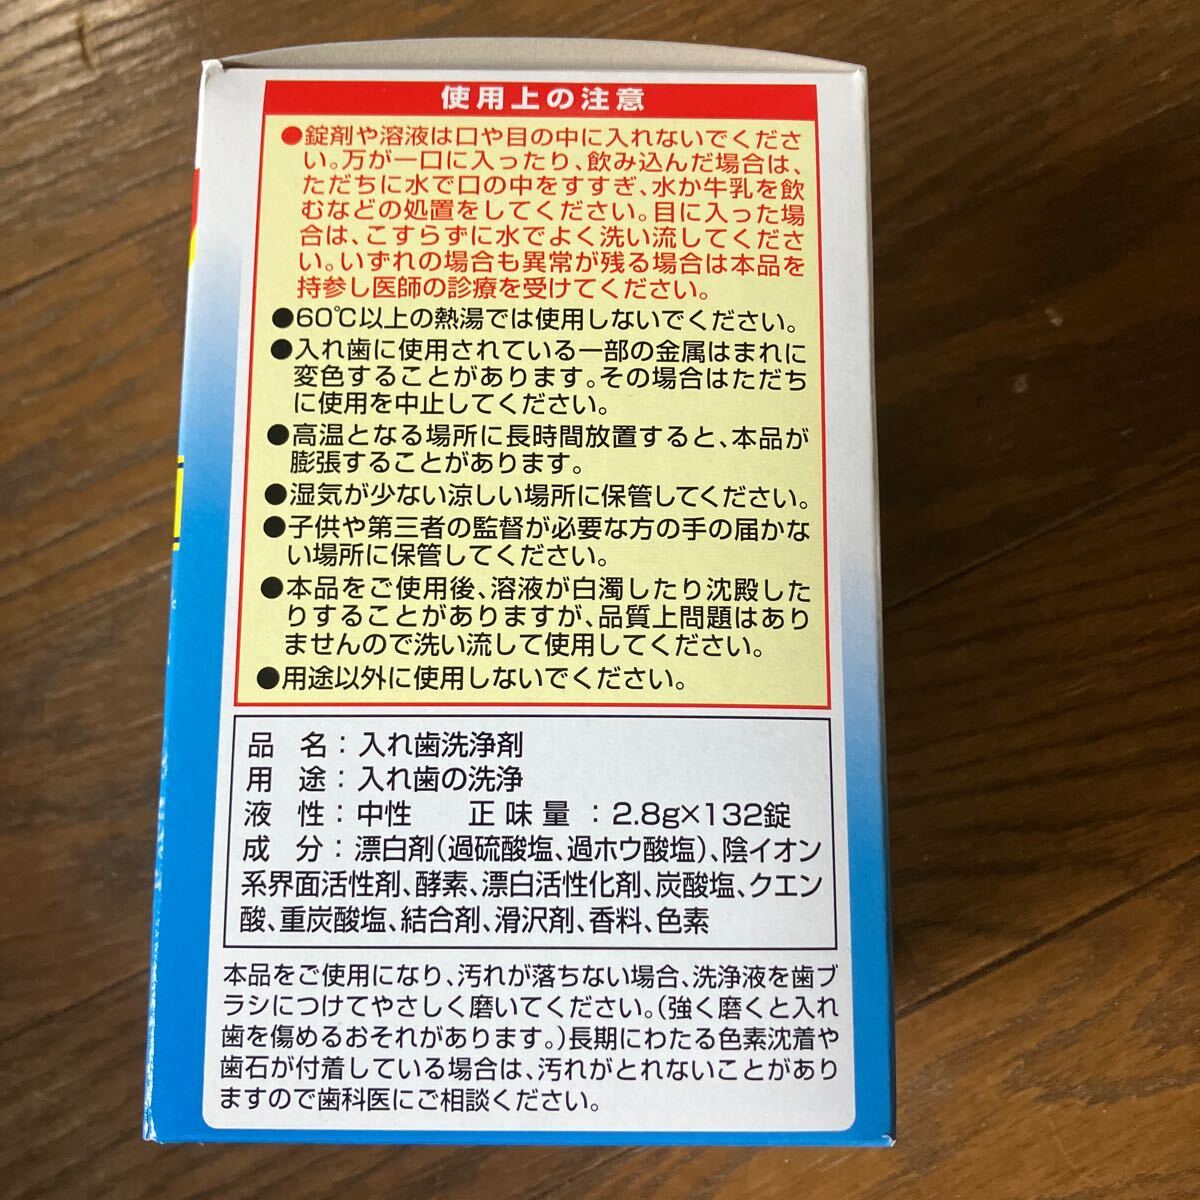 使用上の注意
●錠剤や溶液は口や目の中に入れないでくださ
い。万が一口に入ったり、飲み込んだ場合は、
ただちに水で口の中をすすぎ、水か牛乳を飲
むなどの処置をしてください。目に入った場
合は、こすらずに水でよく洗い流してくださ
い。いずれの場合も異常が残る場合は本品を
持参し医師の診療を受けてください。
●60℃以上の熱湯では使用しないでください。
●入れ歯に使用されている一部の金属はまれに
変色することがあります。その場合はただち
に使用を中止してください。
●高温となる場所に長時間放置すると、本品が
膨張することがあります。
●湿気が少ない涼しい場所に保管してください。
●子供や第三者の監督が必要な方の手の届かな
い場所に保管してください。
●本品をご使用後、溶液が白濁したり沈殿した
りすることがありますが、品質上問題はあり
ませんので洗い流して使用してください。
●用途以外に使用しないでください。
品 名：入れ歯洗浄剤
用 途：入れ歯の洗浄
液 性：中性 正味量：2.8g×132錠
成 分：漂白剤（過硫酸塩、過ホウ酸塩）、陰イオン
系界面活性剤、酵素、漂白活性化剤、炭酸塩、クエン
酸、重炭酸塩、結合剤、滑沢剤、香料、色素
本品をご使用になり、汚れが落ちない場合、洗浄液を歯ブ
ラシにつけてやさしく磨いてください。（強く磨くと入れ
歯を傷めるおそれがあります。）長期にわたる色素沈着や
歯石が付着している場合は、汚れがとれないことがあり
ますので歯科医にご相談ください。